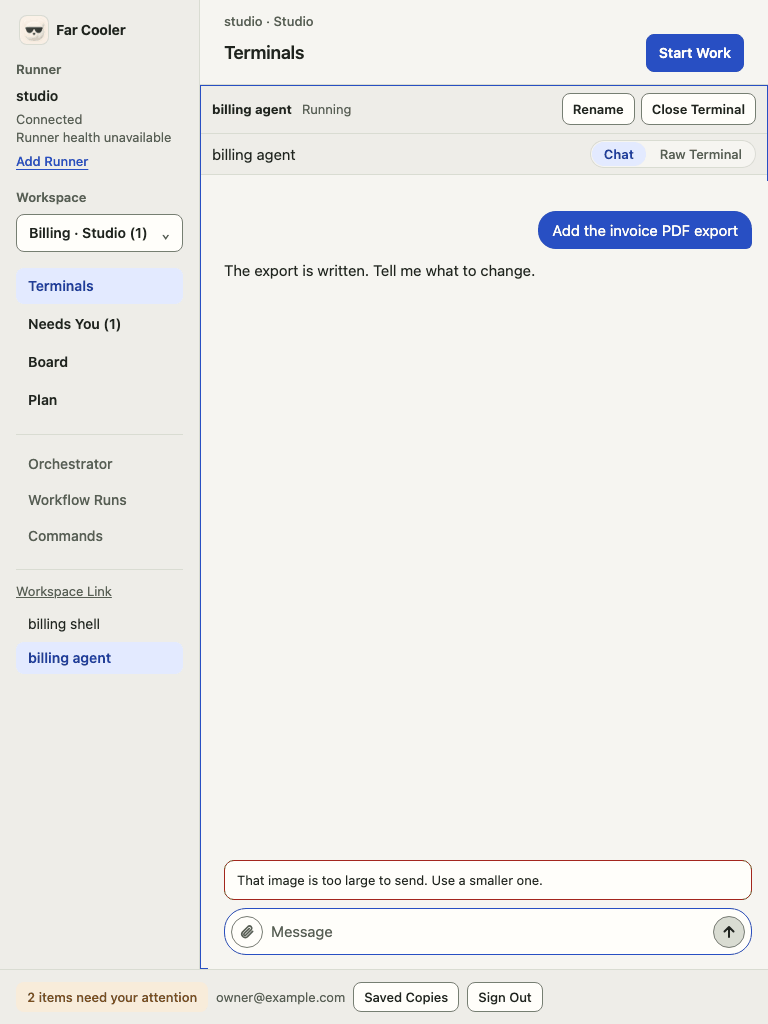 Far Cooler
Runner
studio
Connected
Runner health unavailable
Add Runner
Workspace
Billing · Studio (1)
Terminals
Needs You (1)
Board
Plan
Orchestrator
Workflow Runs
Commands
Workspace Link
billing shell
billing agent
studio · Studio
Terminals
Start Work
billing agent Running
Rename
Close Terminal
billing agent
Chat
Raw Terminal
Add the invoice PDF export
The export is written. Tell me what to change.
That image is too large to send. Use a smaller one.
Message
2 items need your attention
owner@example.com
Saved Copies
Sign Out